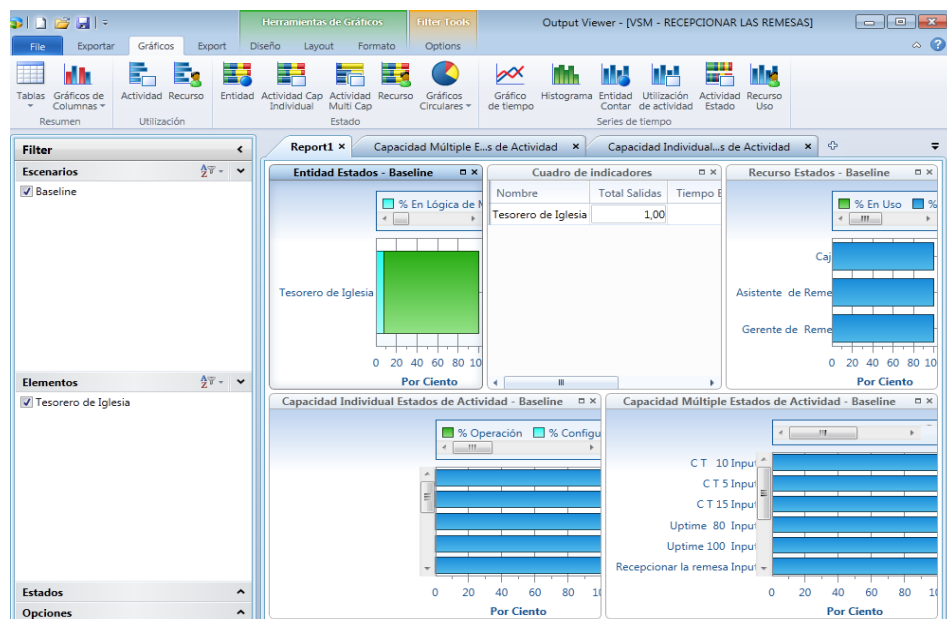 Herramientas de Gráficos Filter Tools Output Viewer - [VSM - RECEPCIONAR LAS REMESAS]
File Exportar Gráficos Export Diseño Layout Formato Options
Tablas Gráficos de Columnas Actividad Recurso Entidad Actividad Cap Individual Actividad Multi Cap Recurso Gráficos Circulares Gráfico de tiempo Histograma Entidad Contar Utilización de actividad Actividad Estado Recurso Uso
Resumen Utilización Estado Series de tiempo
Filter
Escenarios
Baseline
Elementos
Tesorero de Iglesia
Estados
Opciones
Report1 Capacidad Múltiple E...s de Actividad Capacidad Individual...s de Actividad
Entidad Estados - Baseline
% En Lógica de M
Tesorero de Iglesia
0 20 40 60 80 10
Por Ciento
Cuadro de indicadores
Nombre Total Salidas Tiempo E
Tesorero de Iglesia 1,00
Recurso Estados - Baseline
% En Uso %
Caj
Asistente de Reme
Gerente de Reme
0 20 40 60 80 10
Por Ciento
Capacidad Individual Estados de Actividad - Baseline
% Operación % Configu
0 20 40 60 80 1
Por Ciento
Capacidad Múltiple Estados de Actividad - Baseline
C T 10 Input
C T 5 Input
C T 15 Input
Uptime 80 Input
Uptime 100 Input
Recepcionar la remesa Input
0 20 40 60 80 10
Por Ciento